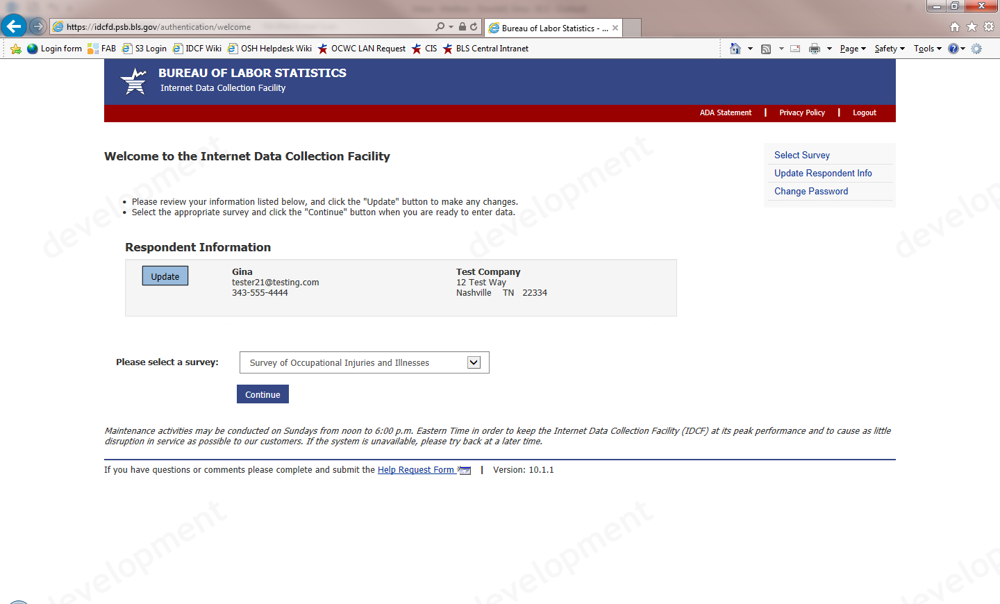 https://idcfd.psb.bls.gov/authentication/welcome
Bureau of Labor Statistics - ...
Login form FAB S3 Login IDCF Wiki OSH Helpdesk Wiki OCWC LAN Request CIS BLS Central Intranet
Page Safety Tools
BUREAU OF LABOR STATISTICS
Internet Data Collection Facility
ADA Statement | Privacy Policy | Logout
Welcome to the Internet Data Collection Facility
Select Survey
Update Respondent Info
Change Password
• Please review your information listed below, and click the "Update" button to make any changes.
• Select the appropriate survey and click the "Continue" button when you are ready to enter data.
Respondent Information
Update
Gina
tester21@testing.com
343-555-4444
Test Company
12 Test Way
Nashville TN 22334
Please select a survey: Survey of Occupational Injuries and Illnesses
Continue
Maintenance activities may be conducted on Sundays from noon to 6:00 p.m. Eastern Time in order to keep the Internet Data Collection Facility (IDCF) at its peak performance and to cause as little
disruption in service as possible to our customers. If the system is unavailable, please try back at a later time.
If you have questions or comments please complete and submit the Help Request Form | Version: 10.1.1
development
development
develop
development
development
development